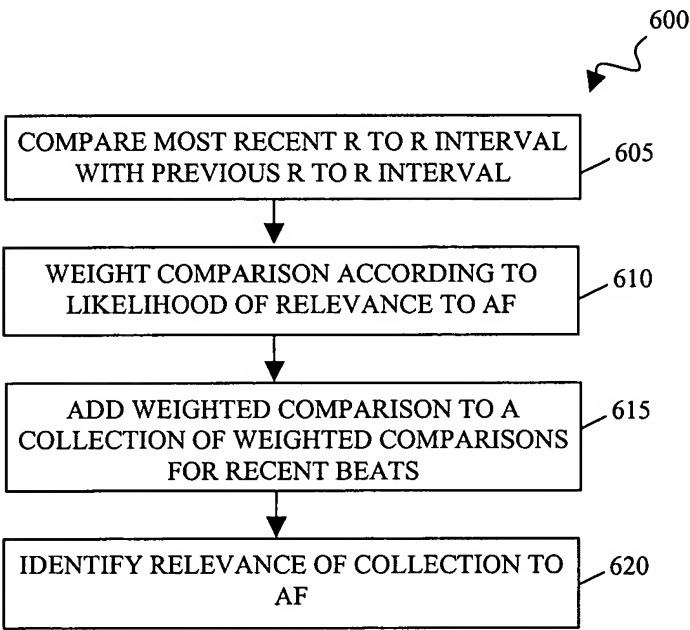 600
COMPARE MOST RECENT R TO R INTERVAL
WITH PREVIOUS R TO R INTERVAL
605
WEIGHT COMPARISON ACCORDING TO
LIKELIHOOD OF RELEVANCE TO AF
610
ADD WEIGHTED COMPARISON TO A
COLLECTION OF WEIGHTED COMPARISONS
FOR RECENT BEATS
615
IDENTIFY RELEVANCE OF COLLECTION TO
AF
620